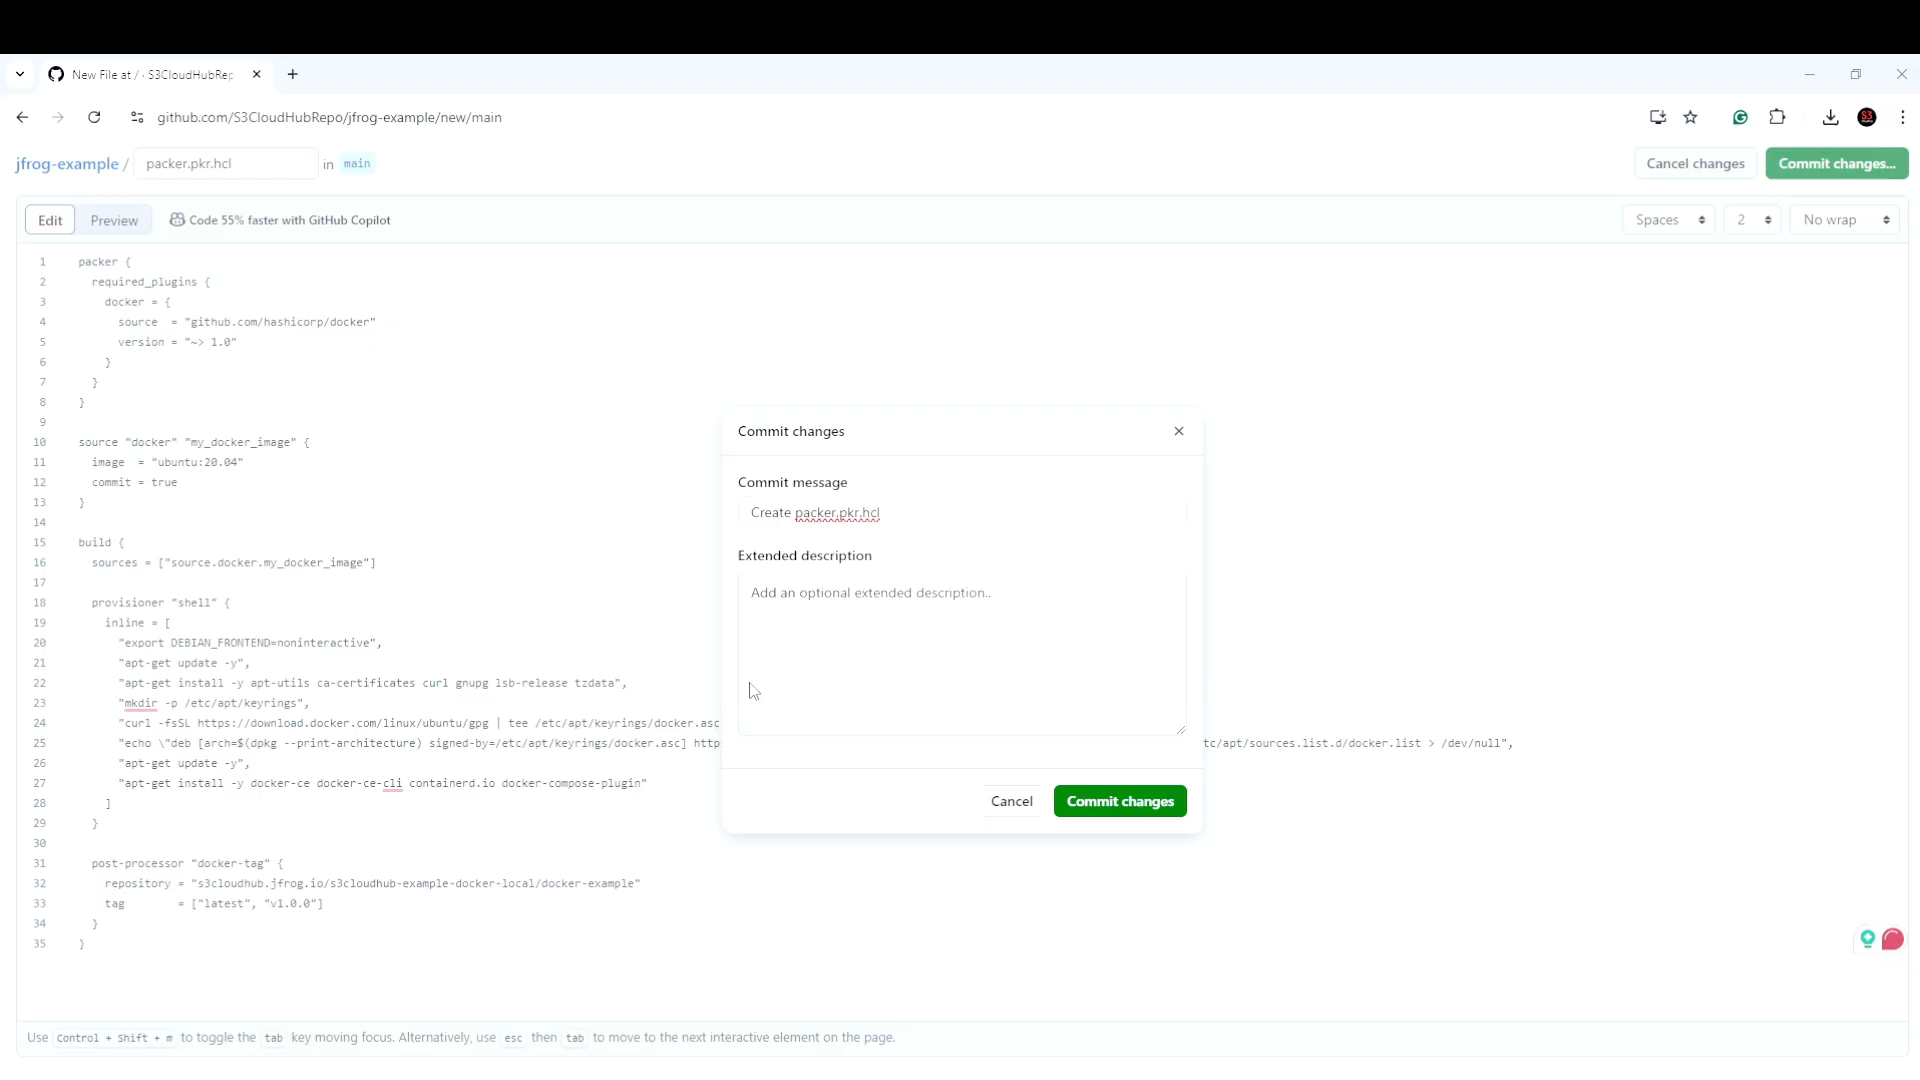 New File at / · S3CloudHubRep
github.com/S3CloudHubRepo/jfrog-example/new/main
S3
jfrog-example / packer.pkr.hcl in main
Cancel changes
Commit changes...
Edit
Preview
Code 55% faster with GitHub Copilot
Spaces
2
No wrap
1 packer {
2 required_plugins {
3 docker = {
4 source = "github.com/hashicorp/docker"
5 version = "~> 1.0"
6 }
7 }
8 }
9
10 source "docker" "my_docker_image" {
11 image = "ubuntu:20.04"
12 commit = true
13 }
14
15 build {
16 sources = ["source.docker.my_docker_image"]
17
18 provisioner "shell" {
19 inline = [
20 "export DEBIAN_FRONTEND=noninteractive",
21 "apt-get update -y",
22 "apt-get install -y apt-utils ca-certificates curl gnupg lsb-release tzdata",
23 "mkdir -p /etc/apt/keyrings",
24 "curl -fsSL https://download.docker.com/linux/ubuntu/gpg | tee /etc/apt/keyrings/docker.asc
25 "echo \"deb [arch=$(dpkg --print-architecture) signed-by=/etc/apt/keyrings/docker.asc] http tc/apt/sources.list.d/docker.list > /dev/null",
26 "apt-get update -y",
27 "apt-get install -y docker-ce docker-ce-cli containerd.io docker-compose-plugin"
28 ]
29 }
30
31 post-processor "docker-tag" {
32 repository = "s3cloudhub.jfrog.io/s3cloudhub-example-docker-local/docker-example"
33 tag = ["latest", "v1.0.0"]
34 }
35 }
Commit changes
Commit message
Create packer.pkr.hcl
Extended description
Add an optional extended description..
Cancel
Commit changes
Use Control + Shift + m to toggle the tab key moving focus. Alternatively, use esc then tab to move to the next interactive element on the page.